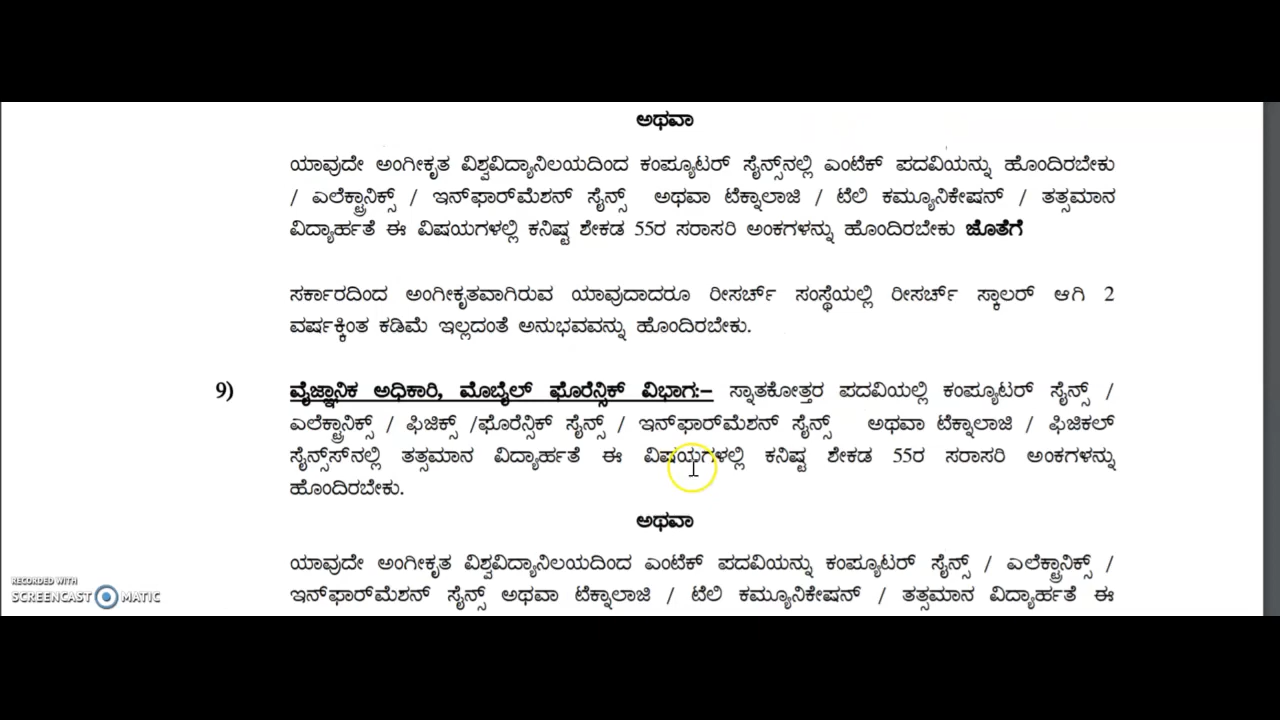 ಅಥವಾ
ಯಾವುದೇ ಅಂಗೀಕೃತ ವಿಶ್ವವಿದ್ಯಾನಿಲಯದಿಂದ ಕಂಪ್ಯೂಟರ್ ಸೈನ್ಸ್‌ನಲ್ಲಿ ಎಂಟೆಕ್ ಪದವಿಯನ್ನು ಹೊಂದಿರಬೇಕು
/ ಎಲೆಕ್ಟ್ರಾನಿಕ್ಸ್ / ಇನ್‌ಫಾರ್‌ಮೇಶನ್ ಸೈನ್ಸ್ ಅಥವಾ ಟೆಕ್ನಾಲಾಜಿ / ಟೆಲಿ ಕಮ್ಯೂನಿಕೇಷನ್ / ತತ್ಸಮಾನ
ವಿದ್ಯಾರ್ಹತೆ ಈ ವಿಷಯಗಳಲ್ಲಿ ಕನಿಷ್ಟ ಶೇಕಡ 55ರ ಸರಾಸರಿ ಅಂಕಗಳನ್ನು ಹೊಂದಿರಬೇಕು ಜೊತೆಗೆ
ಸರ್ಕಾರದಿಂದ ಅಂಗೀಕೃತವಾಗಿರುವ ಯಾವುದಾದರೂ ರೀಸರ್ಚ್ ಸಂಸ್ಥೆಯಲ್ಲಿ ರೀಸರ್ಚ್ ಸ್ಕಾಲರ್ ಆಗಿ 2
ವರ್ಷಕ್ಕಿಂತ ಕಡಿಮೆ ಇಲ್ಲದಂತೆ ಅನುಭವವನ್ನು ಹೊಂದಿರಬೇಕು.
9) ವೈಜ್ಞಾನಿಕ ಅಧಿಕಾರಿ, ಮೊಬೈಲ್ ಫೊರೆನ್ಸಿಕ್ ವಿಭಾಗ:– ಸ್ನಾತಕೋತ್ತರ ಪದವಿಯಲ್ಲಿ ಕಂಪ್ಯೂಟರ್ ಸೈನ್ಸ್ /
ಎಲೆಕ್ಟ್ರಾನಿಕ್ಸ್ / ಫಿಜಿಕ್ಸ್ /ಫೊರೆನ್ಸಿಕ್ ಸೈನ್ಸ್ / ಇನ್‌ಫಾರ್‌ಮೆಶನ್ ಸೈನ್ಸ್ ಅಥವಾ ಟೆಕ್ನಾಲಾಜಿ / ಫಿಜಿಕಲ್
ಸೈನ್ಸ್‌ಸ್‌ನಲ್ಲಿ ತತ್ಸಮಾನ ವಿದ್ಯಾರ್ಹತೆ ಈ ವಿಷಯಗಳಲ್ಲಿ ಕನಿಷ್ಟ ಶೇಕಡ 55ರ ಸರಾಸರಿ ಅಂಕಗಳನ್ನು
ಹೊಂದಿರಬೇಕು.
ಅಥವಾ
ಯಾವುದೇ ಅಂಗೀಕೃತ ವಿಶ್ವವಿದ್ಯಾನಿಲಯದಿಂದ ಎಂಟೆಕ್ ಪದವಿಯನ್ನು ಕಂಪ್ಯೂಟರ್ ಸೈನ್ಸ್ / ಎಲೆಕ್ಟ್ರಾನಿಕ್ಸ್ /
ಇನ್‌ಫಾರ್‌ಮೆಶನ್ ಸೈನ್ಸ್ ಅಥವಾ ಟೆಕ್ನಾಲಾಜಿ / ಟೆಲಿ ಕಮ್ಯೂನಿಕೇಷನ್ / ತತ್ಸಮಾನ ವಿದ್ಯಾರ್ಹತೆ ಈ
RECORDED WITH
SCREENCAST MATIC